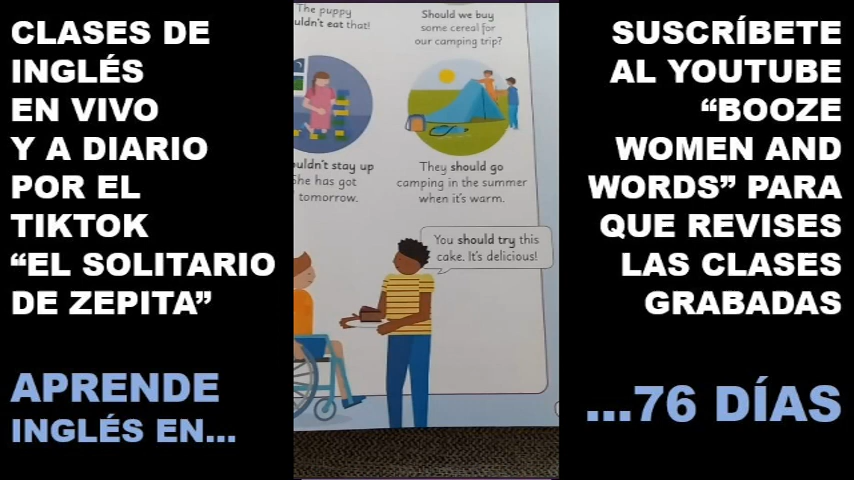 CLASES DE
INGLÉS
EN VIVO
Y A DIARIO
POR EL
TIKTOK
“EL SOLITARIO
DE ZEPITA”
APRENDE
INGLÉS EN...
The puppy
uldn't eat that!
Should we buy
some cereal for
our camping trip?
uldn't stay up
She has got
tomorrow.
They should go
camping in the summer
when it's warm.
You should try this
cake. It's delicious!
SUSCRÍBETE
AL YOUTUBE
“BOOZE
WOMEN AND
WORDS” PARA
QUE REVISES
LAS CLASES
GRABADAS
...76 DÍAS